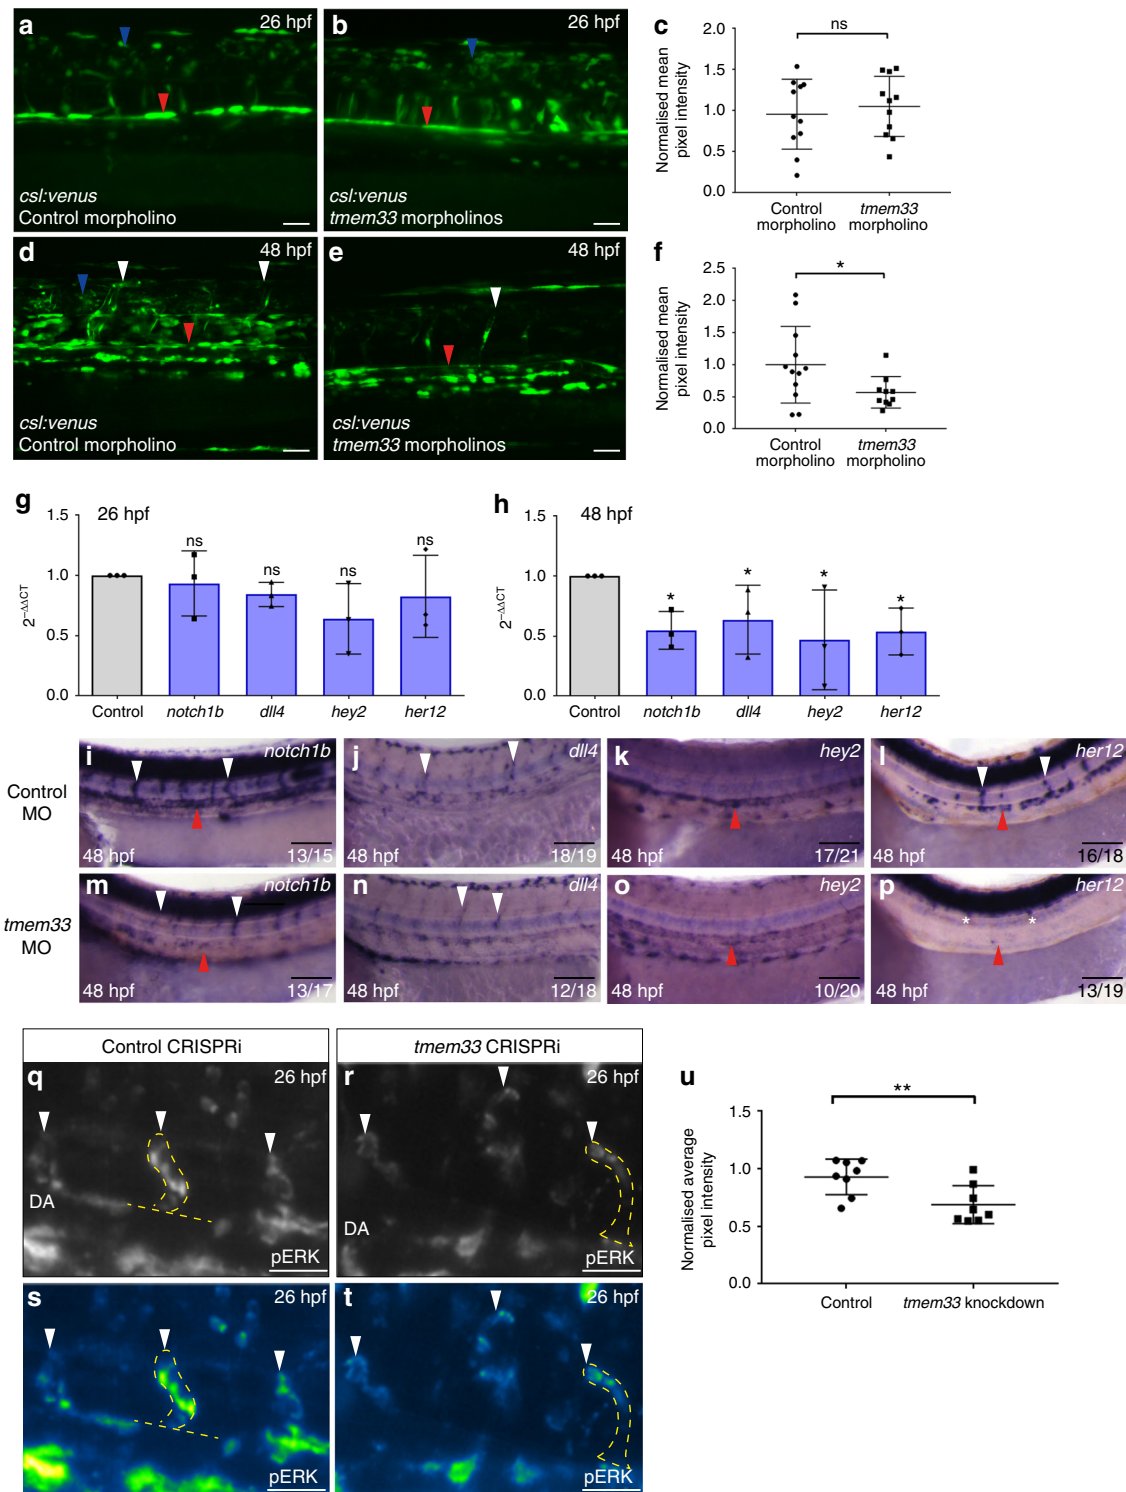 a
26 hpf
csl:venus
Control morpholino
b
26 hpf
csl:venus
tmem33 morpholinos
c
ns
Normalised mean
pixel intensity
2.0
1.5
1.0
0.5
0.0
Control
morpholino
tmem33
morpholino
d
48 hpf
csl:venus
Control morpholino
e
48 hpf
csl:venus
tmem33 morpholinos
f
*
Normalised mean
pixel intensity
2.5
2.0
1.5
1.0
0.5
0.0
Control
morpholino
tmem33
morpholino
g
26 hpf
2−ΔΔCT
1.5
1.0
0.5
0.0
ns
ns
ns
ns
Control
notch1b
dll4
hey2
her12
h
48 hpf
2−ΔΔCT
1.5
1.0
0.5
0.0
*
*
*
*
Control
notch1b
dll4
hey2
her12
Control
MO
i
notch1b
48 hpf
13/15
j
dll4
48 hpf
18/19
k
hey2
48 hpf
17/21
l
her12
48 hpf
16/18
tmem33
MO
m
notch1b
48 hpf
13/17
n
dll4
48 hpf
12/18
o
hey2
48 hpf
10/20
p
her12
* *
48 hpf
13/19
Control CRISPRi
tmem33 CRISPRi
q
26 hpf
DA
pERK
r
26 hpf
DA
pERK
s
26 hpf
pERK
t
26 hpf
pERK
u
**
Normalised average
pixel intensity
1.5
1.0
0.5
0.0
Control
tmem33 knockdown